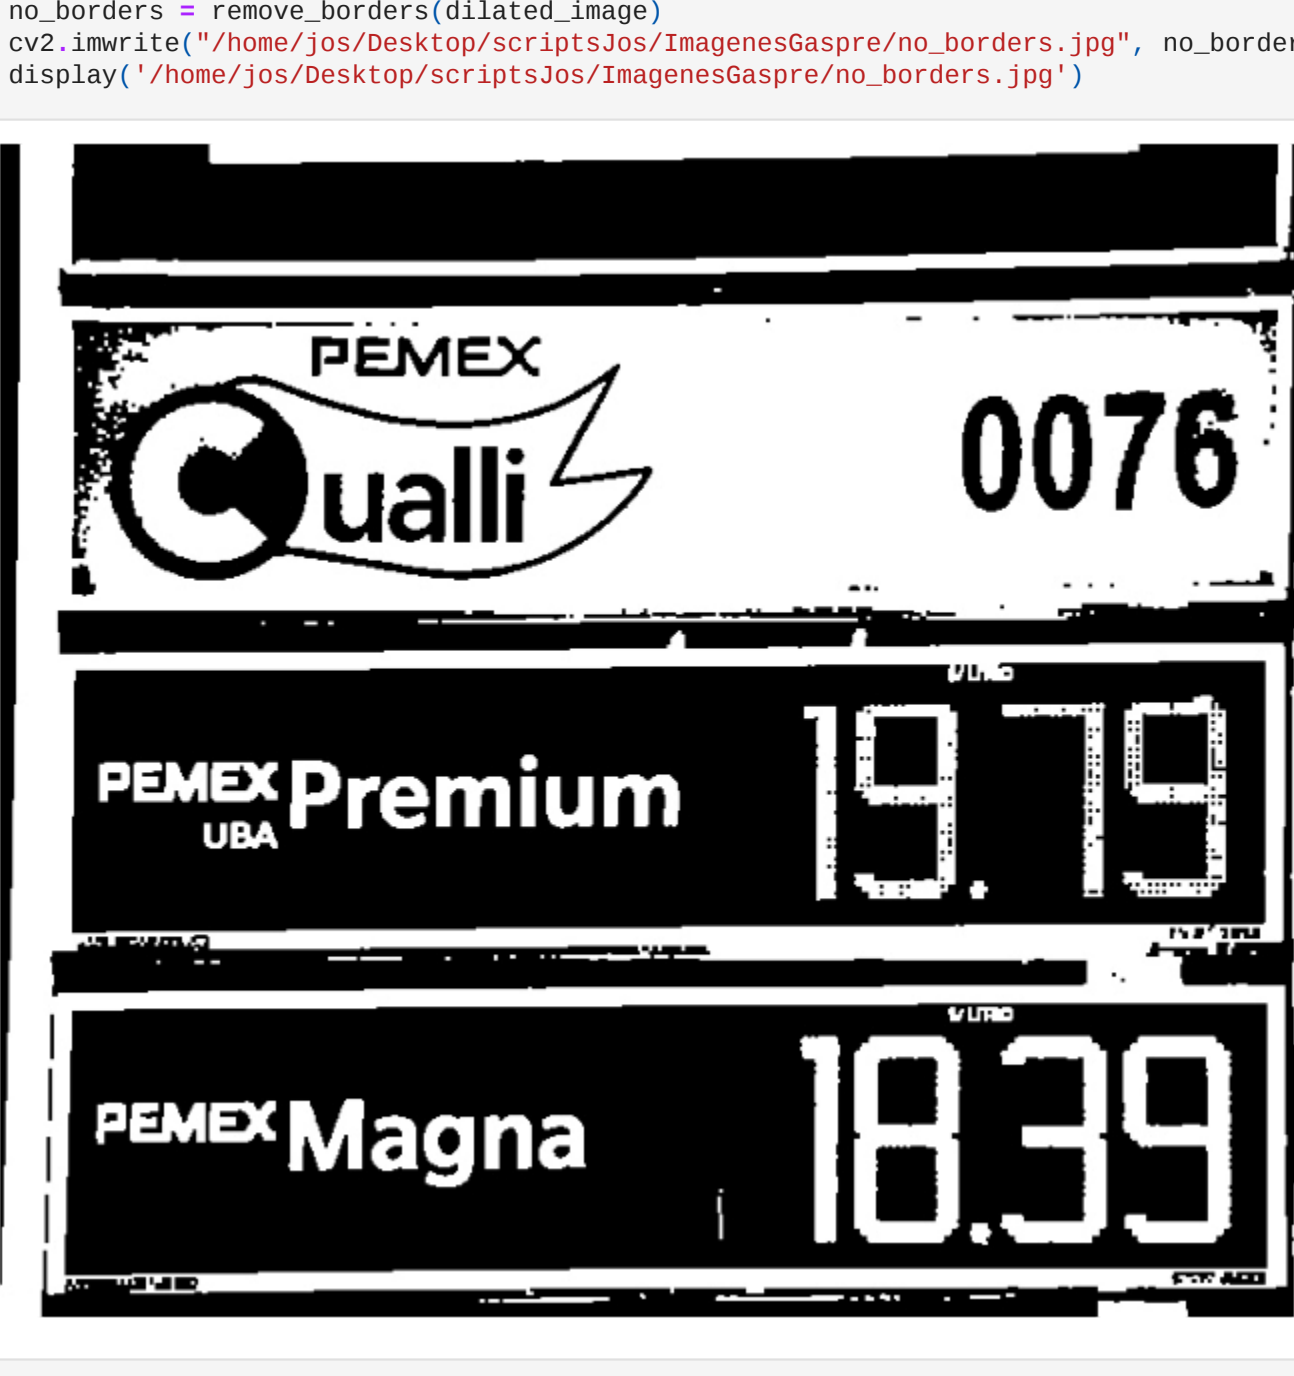 no_borders = remove_borders(dilated_image)
cv2.imwrite("/home/jos/Desktop/scriptsJos/ImagenesGaspre/no_borders.jpg", no_border
display('/home/jos/Desktop/scriptsJos/ImagenesGaspre/no_borders.jpg')
PEMEX
Cualli
0076
PEMEX Premium
UBA
19.79
PEMEX Magna
18.39